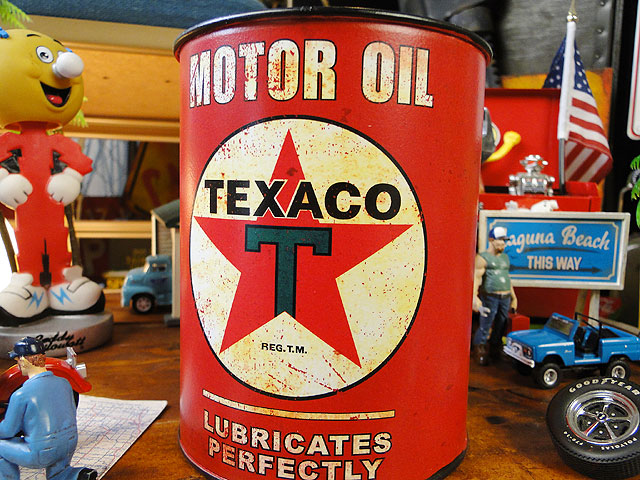 MOTOR OIL
TEXACO
T
REG.T.M.
LUBRICATES
PERFECTLY
Laguna Beach
THIS WAY
GOODYEAR